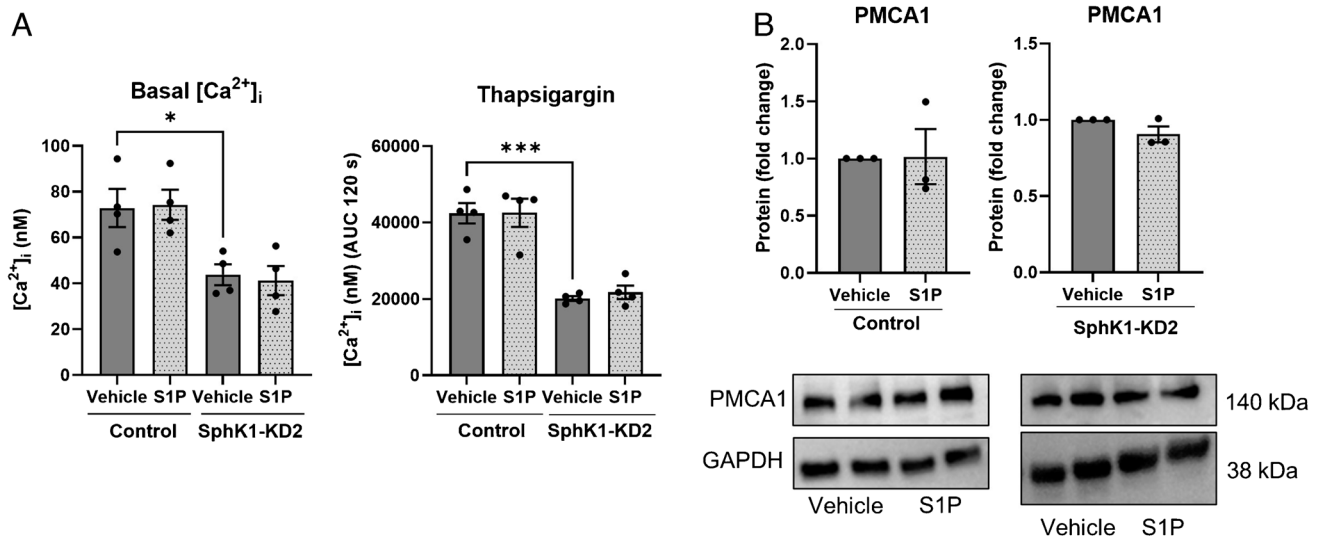 A
Basal [Ca²⁺]ᵢ
*
[Ca²⁺]ᵢ (nM)
100
80
60
40
20
0
Vehicle S1P Vehicle S1P
Control SphK1-KD2
Thapsigargin
***
[Ca²⁺]ᵢ (nM) (AUC 120 s)
60000
40000
20000
0
Vehicle S1P Vehicle S1P
Control SphK1-KD2
B
PMCA1
Protein (fold change)
2.0
1.5
1.0
0.5
0.0
Vehicle S1P
Control
PMCA1
Protein (fold change)
1.5
1.0
0.5
0.0
Vehicle S1P
SphK1-KD2
PMCA1 140 kDa
GAPDH 38 kDa
Vehicle S1P
Vehicle S1P